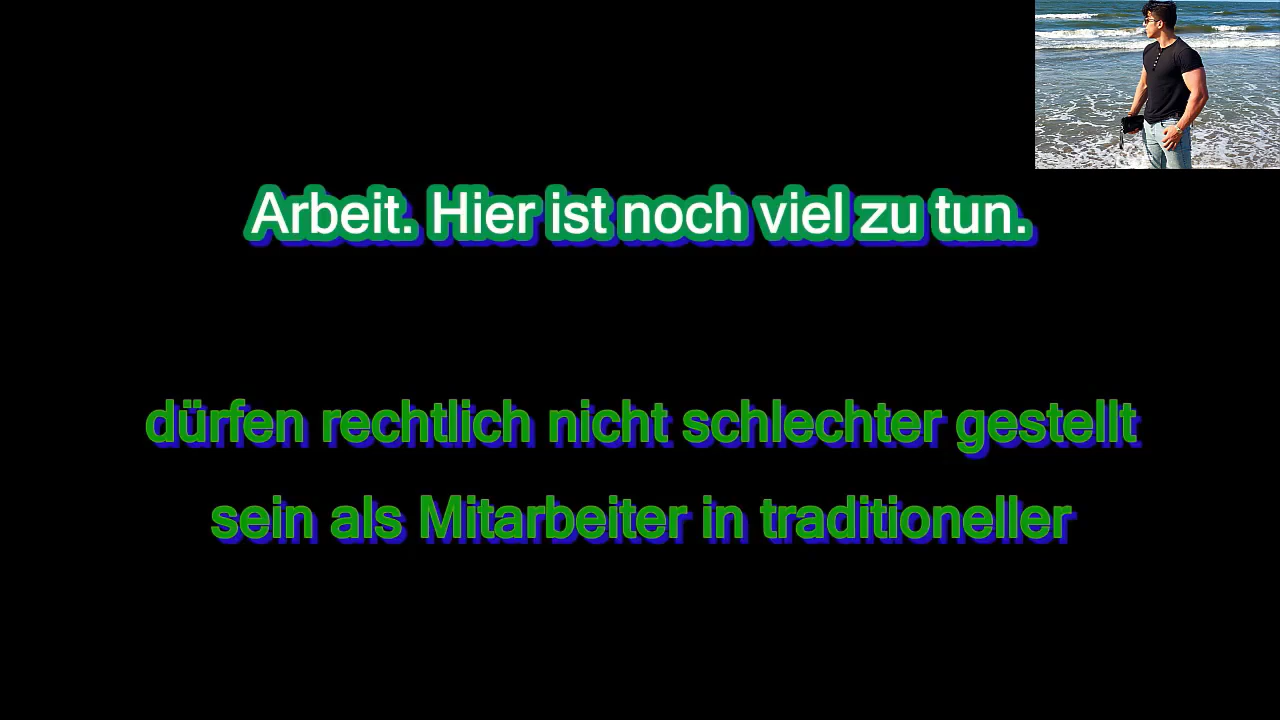 Arbeit. Hier ist noch viel zu tun.
dürfen rechtlich nicht schlechter gestellt
sein als Mitarbeiter in traditioneller